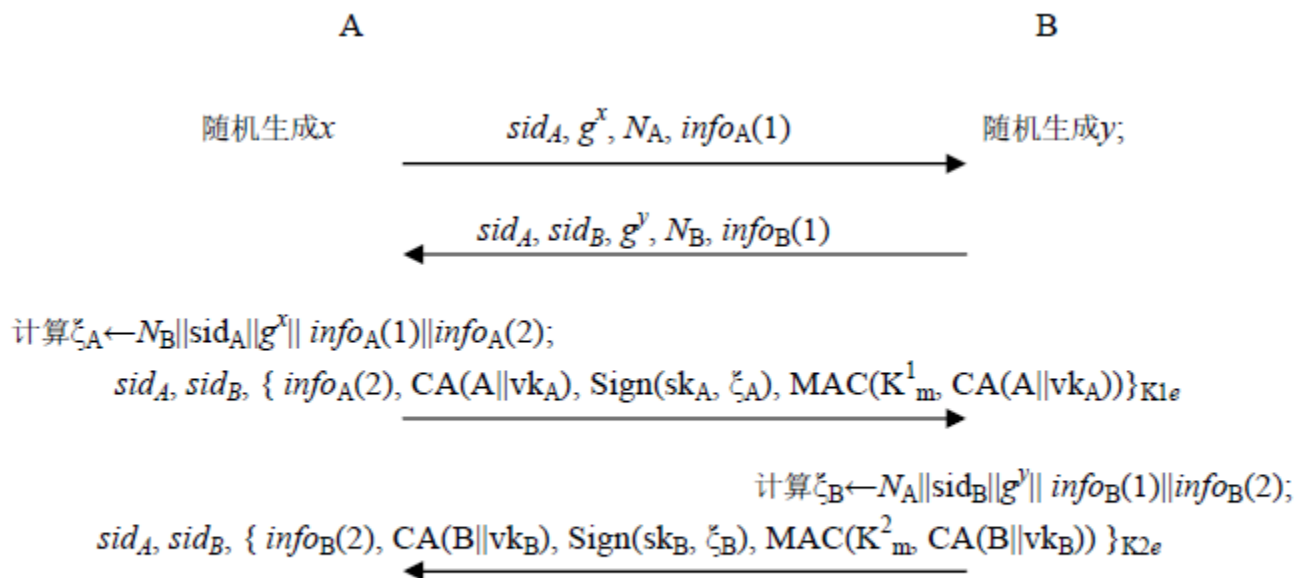 A B
随机生成x sid_A, g^x, N_A, info_A(1) 随机生成y;
sid_A, sid_B, g^y, N_B, info_B(1)
计算ξ_A←N_B||sid_A||g^x|| info_A(1)||info_A(2);
sid_A, sid_B, { info_A(2), CA(A||vk_A), Sign(sk_A, ξ_A), MAC(K^1_m, CA(A||vk_A))}_K1e
计算ξ_B←N_A||sid_B||g^y|| info_B(1)||info_B(2);
sid_A, sid_B, { info_B(2), CA(B||vk_B), Sign(sk_B, ξ_B), MAC(K^2_m, CA(B||vk_B)) }_K2e